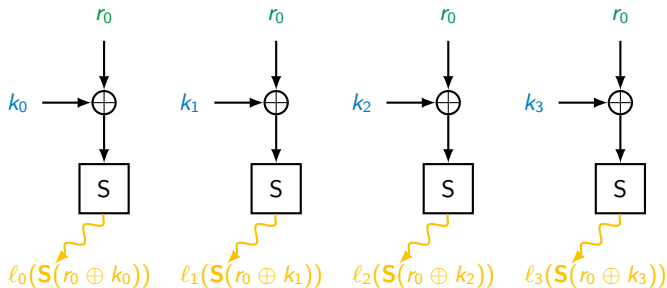 r₀ r₀ r₀ r₀
k₀ k₁ k₂ k₃
S S S S
ℓ₀(S(r₀ ⊕ k₀)) ℓ₁(S(r₀ ⊕ k₁)) ℓ₂(S(r₀ ⊕ k₂)) ℓ₃(S(r₀ ⊕ k₃))